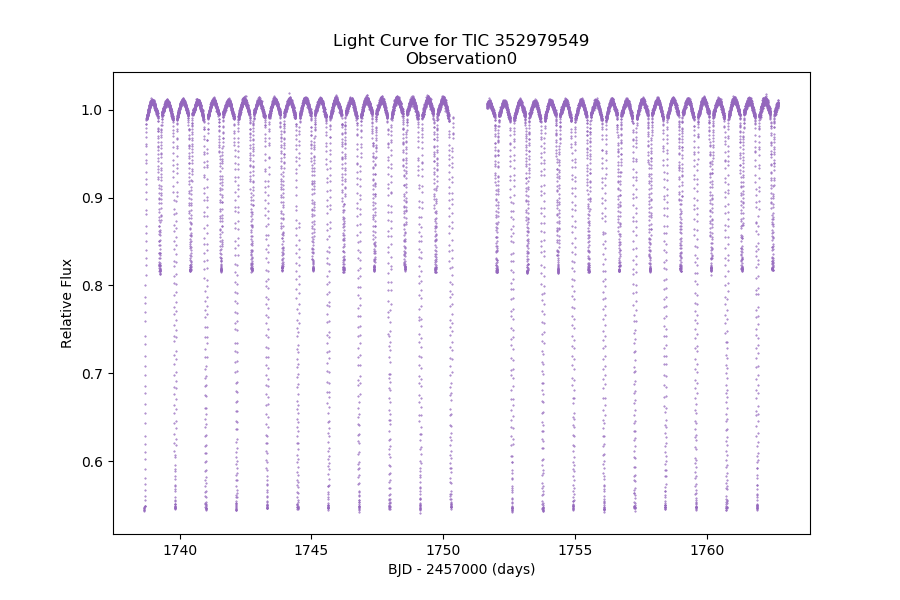 Light Curve for TIC 352979549
Observation0
1.0
0.9
0.8
0.7
0.6
Relative Flux
1740
1745
1750
1755
1760
BJD - 2457000 (days)